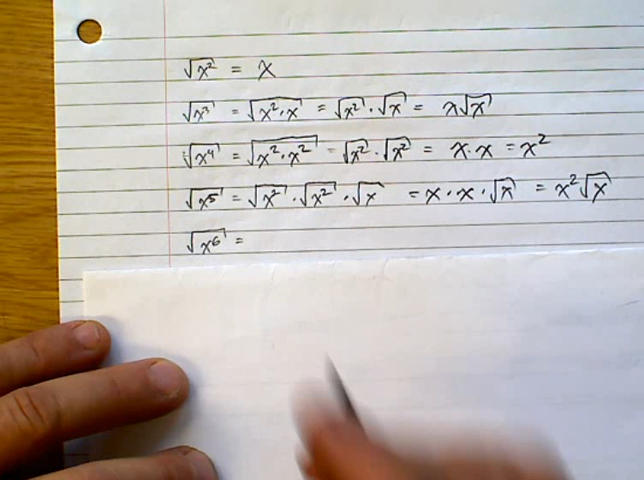 √x² = x
√x³ = √x²·x = √x² · √x = x√x
√x⁴ = √x²·x² = √x² · √x² = x·x = x²
√x⁵ = √x² · √x² · √x = x·x·√x = x²√x
√x⁶ =